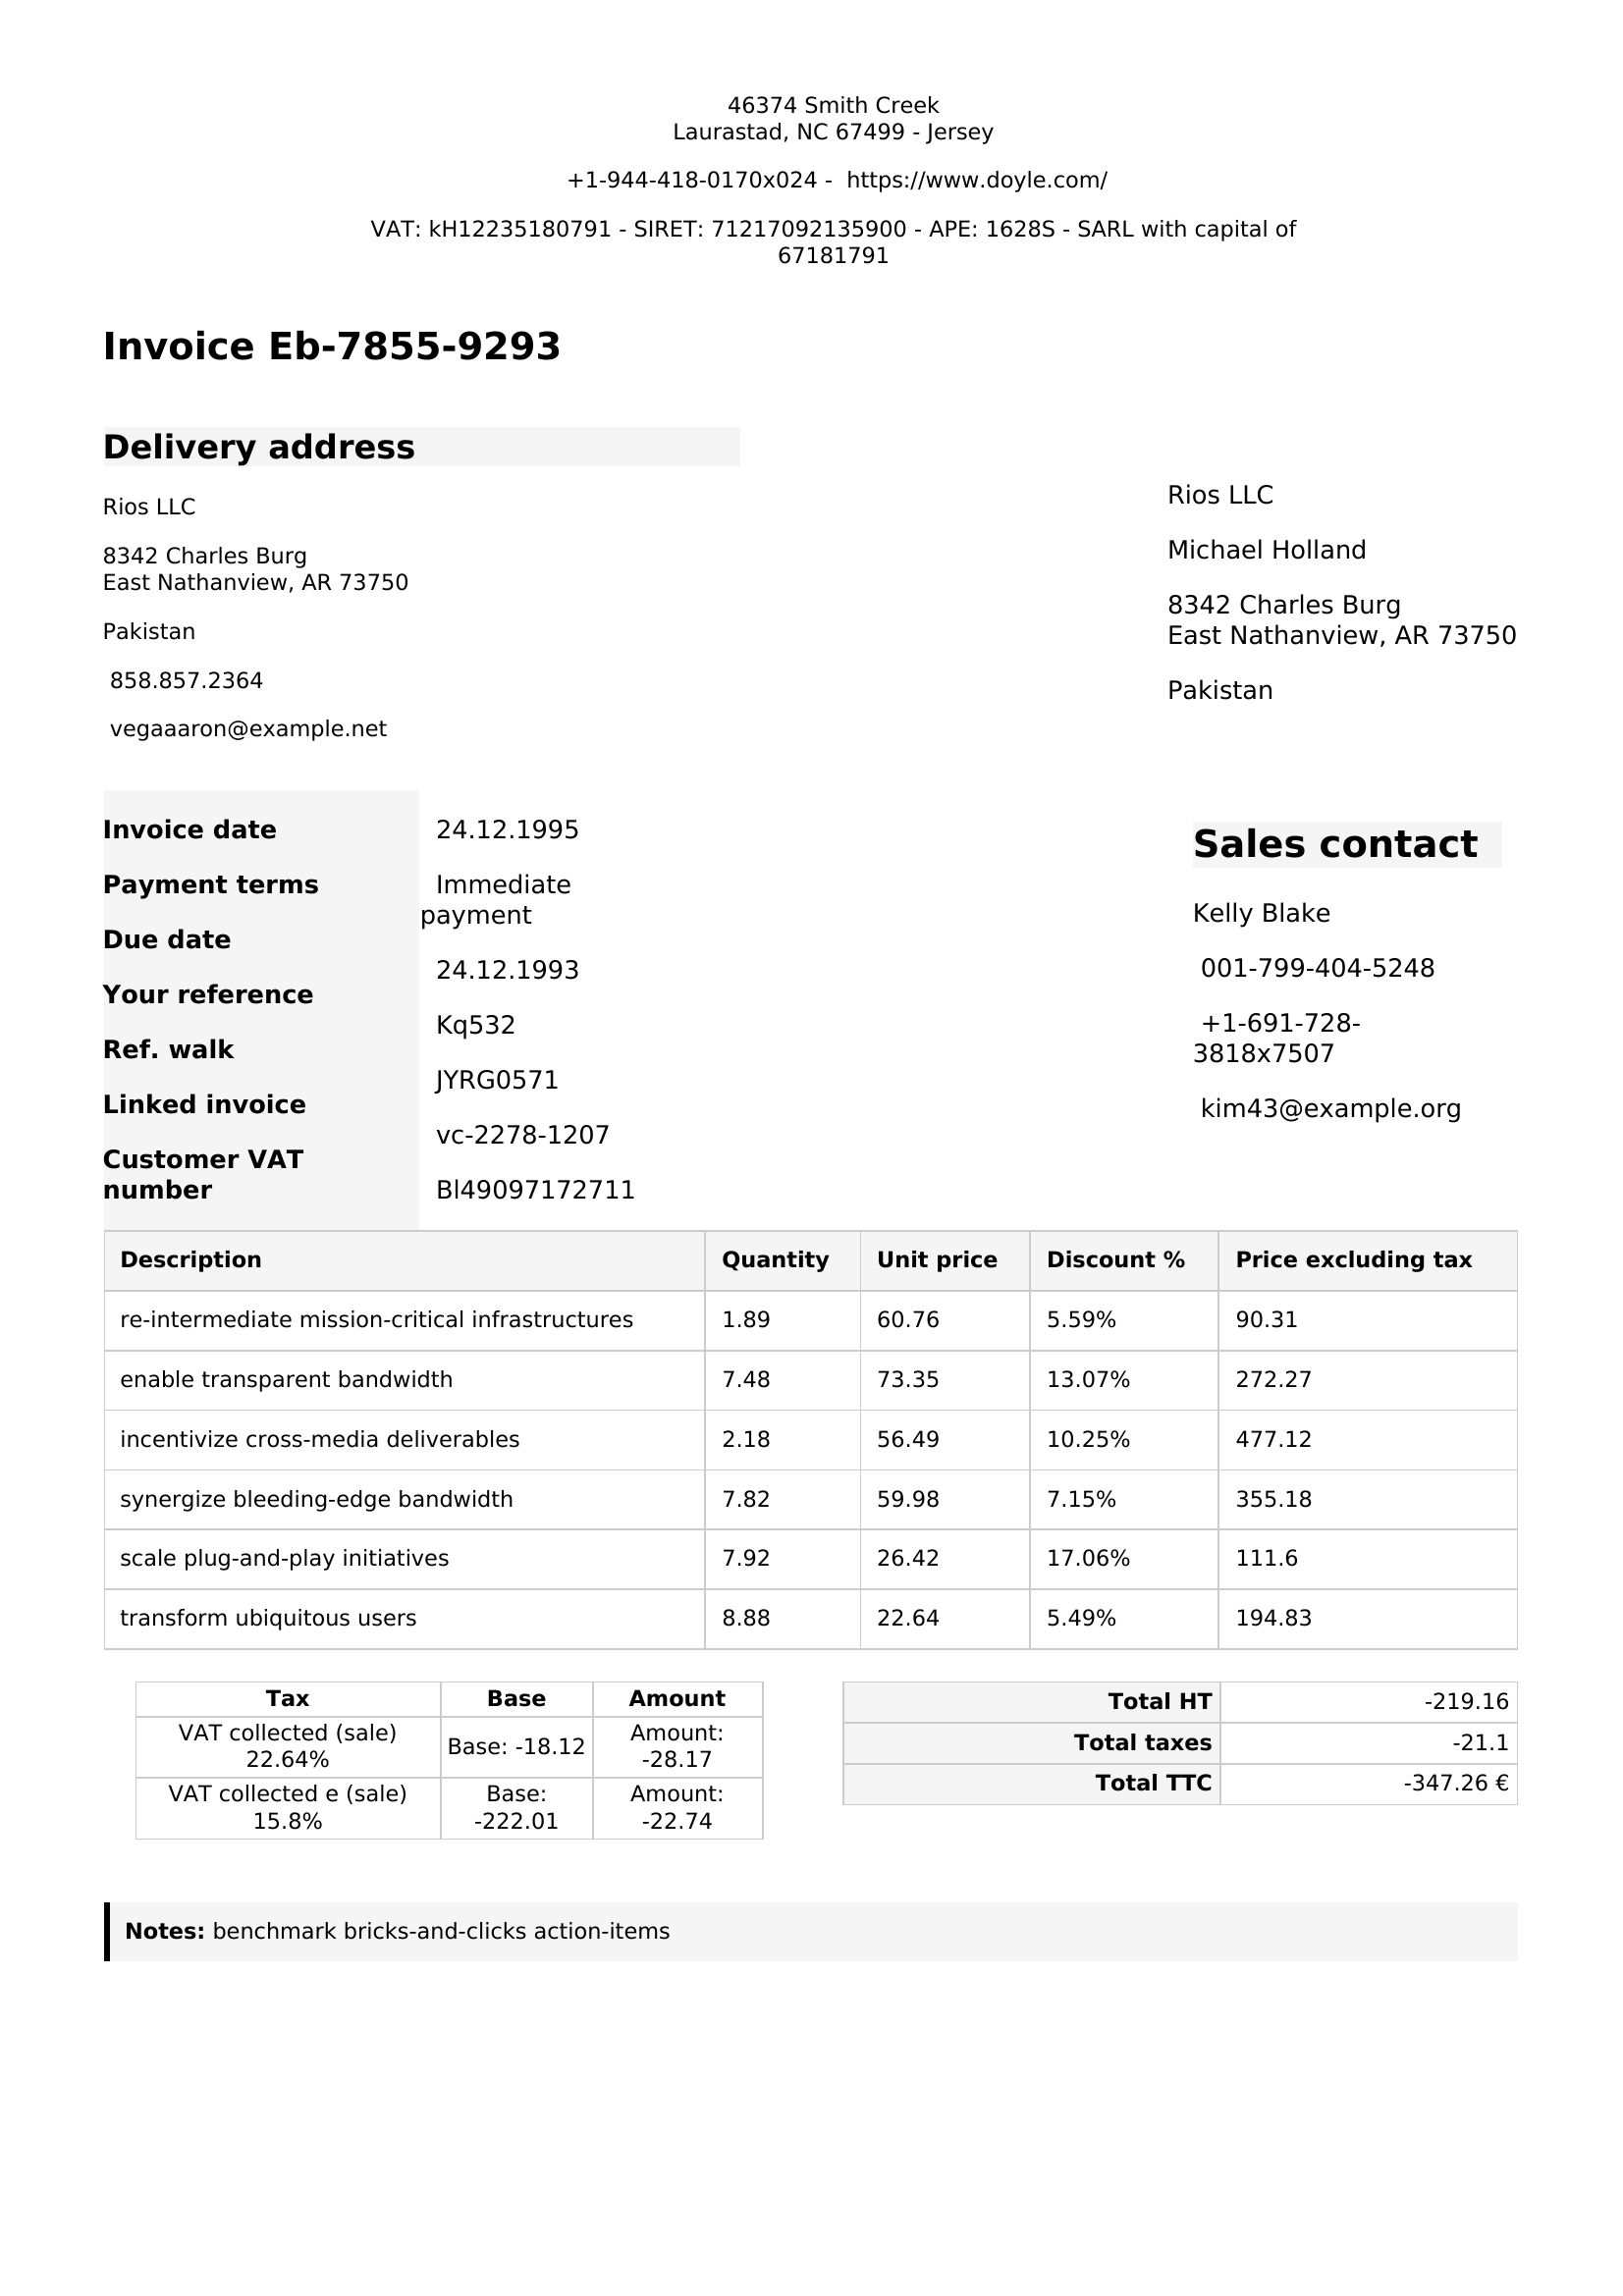 46374 Smith Creek
Laurastad, NC 67499 - Jersey
+1-944-418-0170x024 - https://www.doyle.com/
VAT: kH12235180791 - SIRET: 71217092135900 - APE: 1628S - SARL with capital of
67181791
Invoice Eb-7855-9293
Delivery address
Rios LLC
8342 Charles Burg
East Nathanview, AR 73750
Pakistan
858.857.2364
vegaaaron@example.net
Rios LLC
Michael Holland
8342 Charles Burg
East Nathanview, AR 73750
Pakistan
Invoice date
Payment terms
Due date
Your reference
Ref. walk
Linked invoice
Customer VAT
number
24.12.1995
Immediate
payment
24.12.1993
Kq532
JYRG0571
vc-2278-1207
Bl49097172711
Sales contact
Kelly Blake
001-799-404-5248
+1-691-728-
3818x7507
kim43@example.org
Description Quantity Unit price Discount % Price excluding tax
re-intermediate mission-critical infrastructures 1.89 60.76 5.59% 90.31
enable transparent bandwidth 7.48 73.35 13.07% 272.27
incentivize cross-media deliverables 2.18 56.49 10.25% 477.12
synergize bleeding-edge bandwidth 7.82 59.98 7.15% 355.18
scale plug-and-play initiatives 7.92 26.42 17.06% 111.6
transform ubiquitous users 8.88 22.64 5.49% 194.83
Tax Base Amount
VAT collected (sale)
22.64%
Base: -18.12
Amount:
-28.17
VAT collected e (sale)
15.8%
Base:
-222.01
Amount:
-22.74
Total HT -219.16
Total taxes -21.1
Total TTC -347.26 €
Notes: benchmark bricks-and-clicks action-items